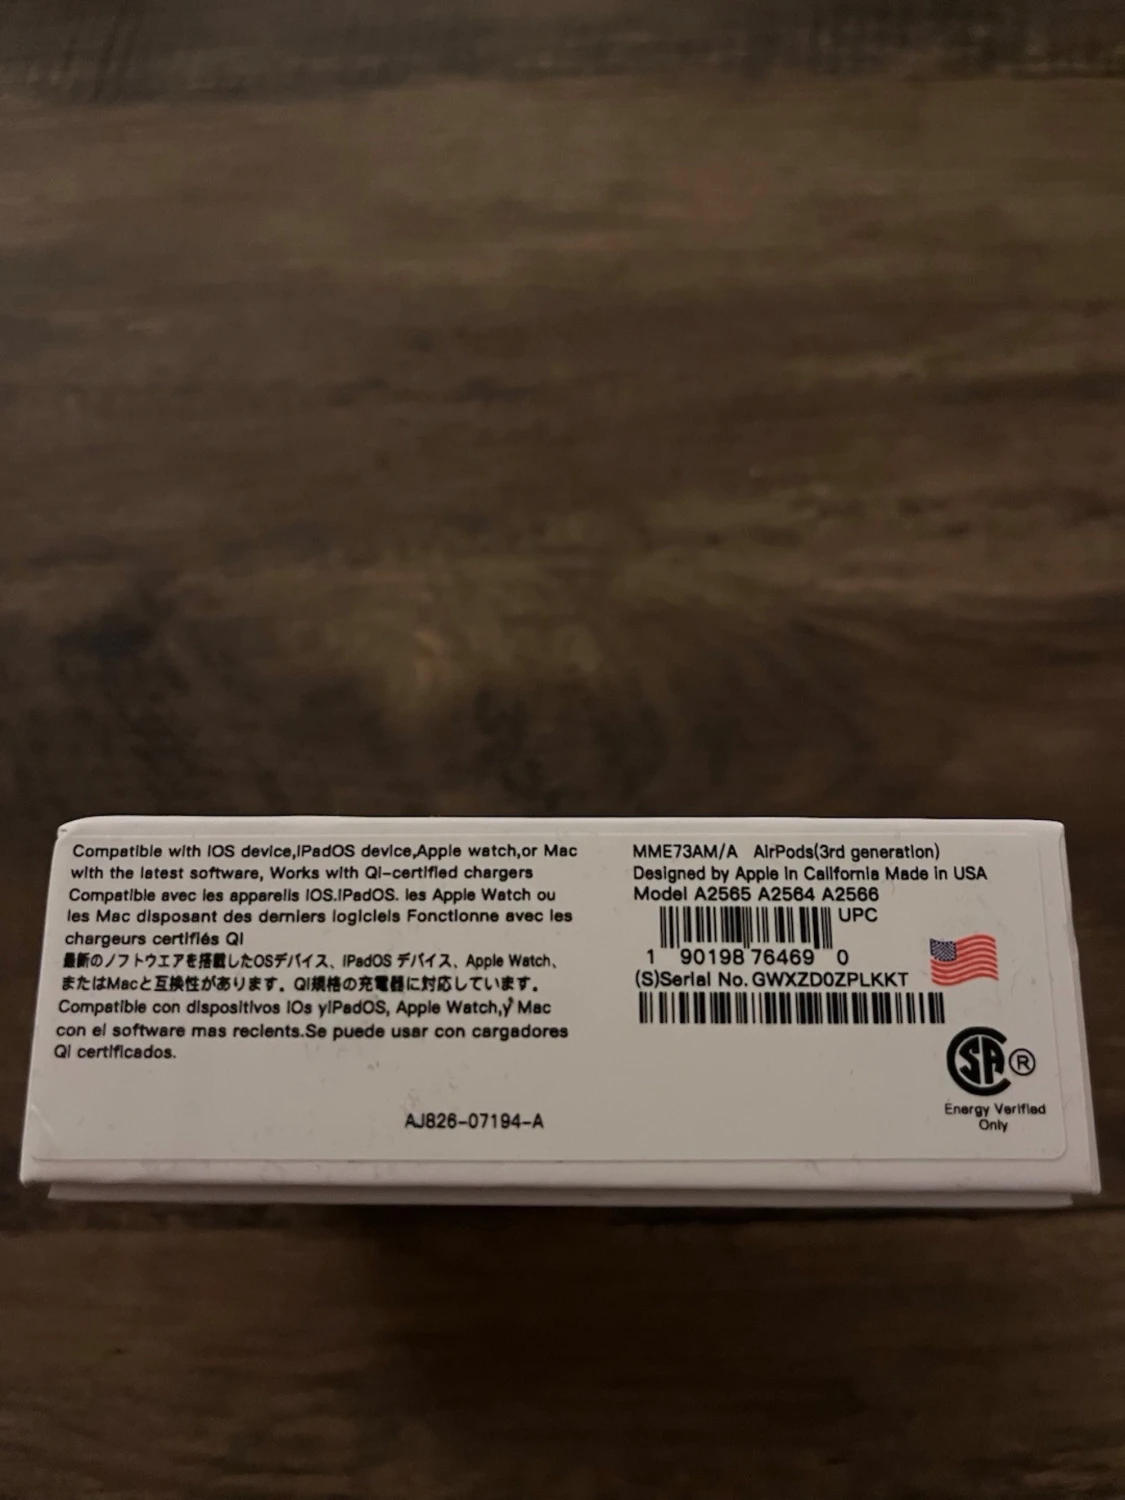 Compatible with iOS device,iPadOS device,Apple watch,or Mac
with the latest software, Works with Qi-certified chargers
Compatible avec les appareils IOS.iPadOS. les Apple Watch ou
les Mac disposant des derniers logiciels Fonctionne avec les
chargeurs certifiés QI
最新のノフトウエアを搭載したOSデバイス、iPadOS デバイス、Apple Watch、
またはMacと互換性があります。QI規格の充電器に対応しています。
Compatible con dispositivos IOs yiPadOS, Apple Watch,y Mac
con el software mas recients.Se puede usar con cargadores
QI certificados.
AJ826-07194-A
MME73AM/A AirPods(3rd generation)
Designed by Apple in California Made in USA
Model A2565 A2564 A2566
UPC
1 90198 76469 0
(S)Serial No. GWXZD0ZPLKKT
SA ®
Energy Verified
Only